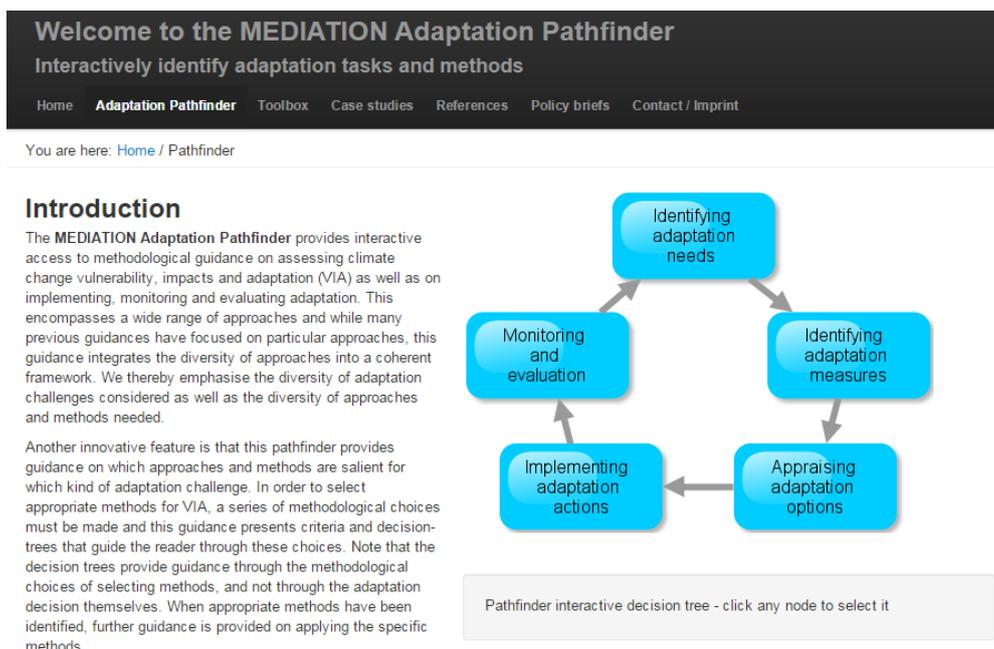 Welcome to the MEDIATION Adaptation Pathfinder
Interactively identify adaptation tasks and methods
Home Adaptation Pathfinder Toolbox Case studies References Policy briefs Contact / Imprint
You are here: Home / Pathfinder
Introduction
The MEDIATION Adaptation Pathfinder provides interactive
access to methodological guidance on assessing climate
change vulnerability, impacts and adaptation (VIA) as well as on
implementing, monitoring and evaluating adaptation. This
encompasses a wide range of approaches and while many
previous guidances have focused on particular approaches, this
guidance integrates the diversity of approaches into a coherent
framework. We thereby emphasise the diversity of adaptation
challenges considered as well as the diversity of approaches
and methods needed.
Another innovative feature is that this pathfinder provides
guidance on which approaches and methods are salient for
which kind of adaptation challenge. In order to select
appropriate methods for VIA, a series of methodological choices
must be made and this guidance presents criteria and decision-
trees that guide the reader through these choices. Note that the
decision trees provide guidance through the methodological
choices of selecting methods, and not through the adaptation
decision themselves. When appropriate methods have been
identified, further guidance is provided on applying the specific
methods.
Identifying
adaptation
needs
Identifying
adaptation
measures
Appraising
adaptation
options
Implementing
adaptation
actions
Monitoring
and
evaluation
Pathfinder interactive decision tree - click any node to select it